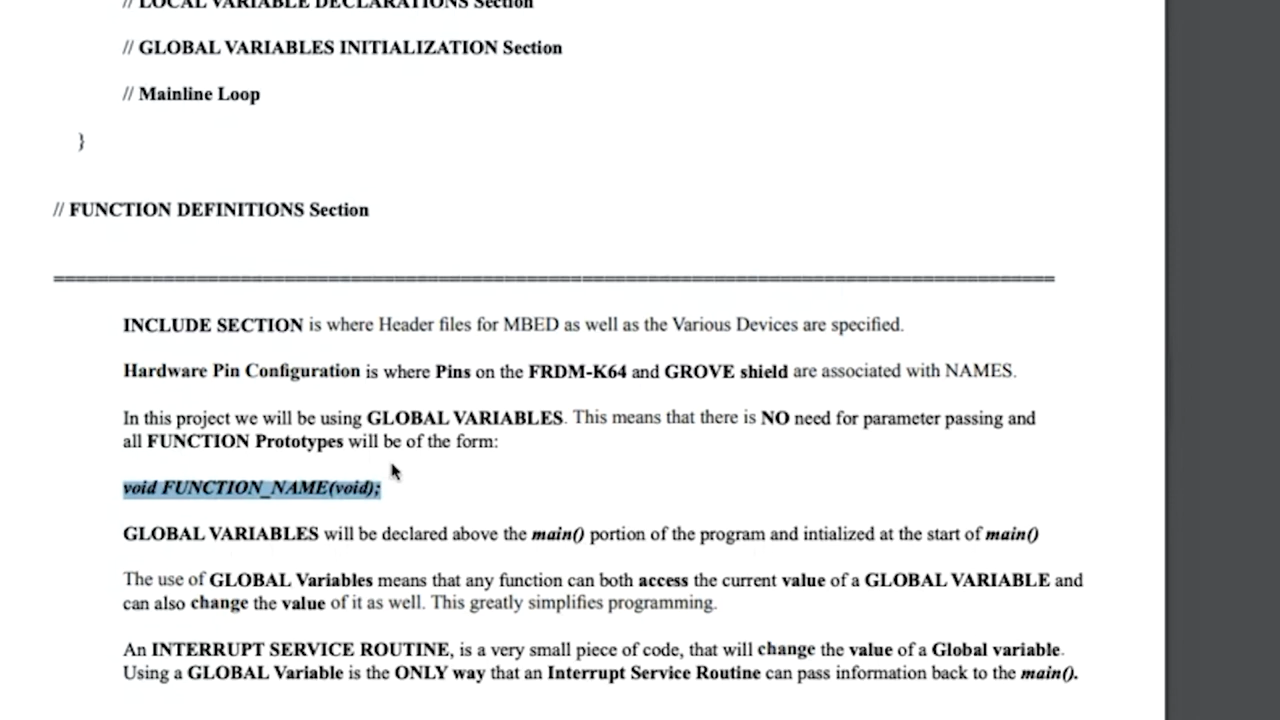 // LOCAL VARIABLE DECLARATIONS Section
// GLOBAL VARIABLES INITIALIZATION Section
// Mainline Loop
}
// FUNCTION DEFINITIONS Section
================================================================================
INCLUDE SECTION is where Header files for MBED as well as the Various Devices are specified.
Hardware Pin Configuration is where Pins on the FRDM-K64 and GROVE shield are associated with NAMES.
In this project we will be using GLOBAL VARIABLES. This means that there is NO need for parameter passing and
all FUNCTION Prototypes will be of the form:
void FUNCTION_NAME(void);
GLOBAL VARIABLES will be declared above the main() portion of the program and intialized at the start of main()
The use of GLOBAL Variables means that any function can both access the current value of a GLOBAL VARIABLE and
can also change the value of it as well. This greatly simplifies programming.
An INTERRUPT SERVICE ROUTINE, is a very small piece of code, that will change the value of a Global variable.
Using a GLOBAL Variable is the ONLY way that an Interrupt Service Routine can pass information back to the main().